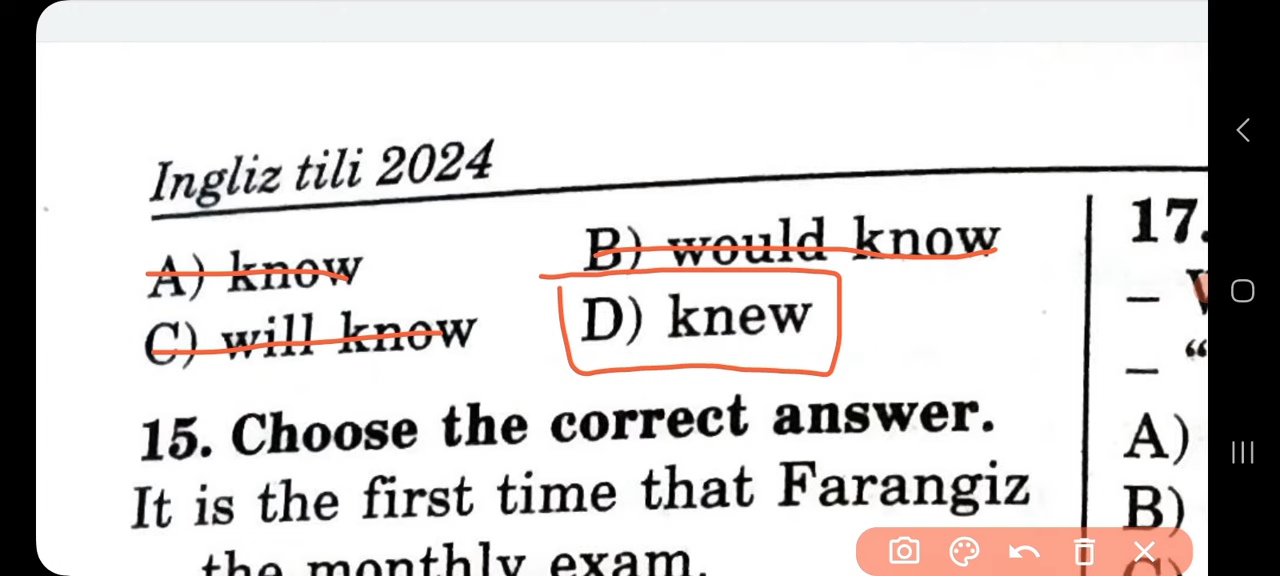 Ingliz tili 2024
A) know
B) would know
C) will know
D) knew
15. Choose the correct answer.
It is the first time that Farangiz
the monthly exam.
17.
–
– “
A)
B)
C)